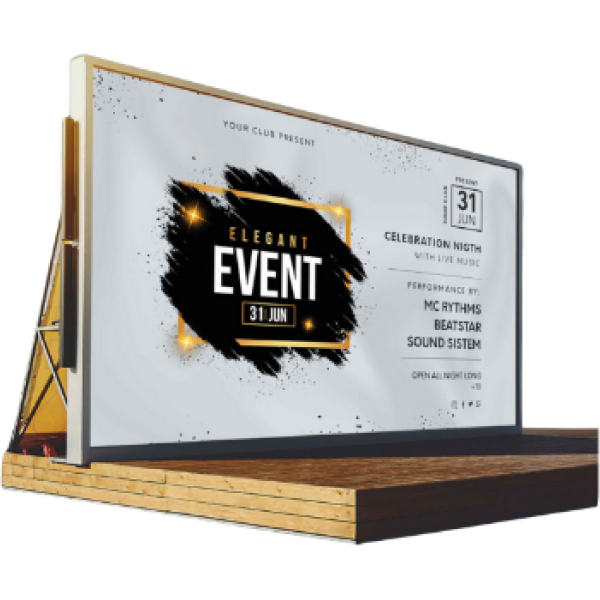 YOUR CLUB PRESENT
ELEGANT
EVENT
31 JUN
PRESENT
31
JUN
CELEBRATION NIGTH
WITH LIVE MUSIC
PERFORMANCE BY:
MC RYTHMS
BEATSTAR
SOUND SISTEM
OPEN ALL NIGHT LONG
+18